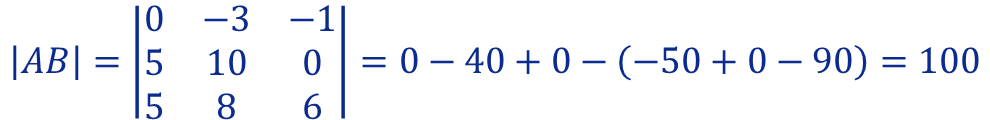 |AB| = |0 −3 −1|
|5 10 0| = 0 − 40 + 0 − (−50 + 0 − 90) = 100
|5 8 6|